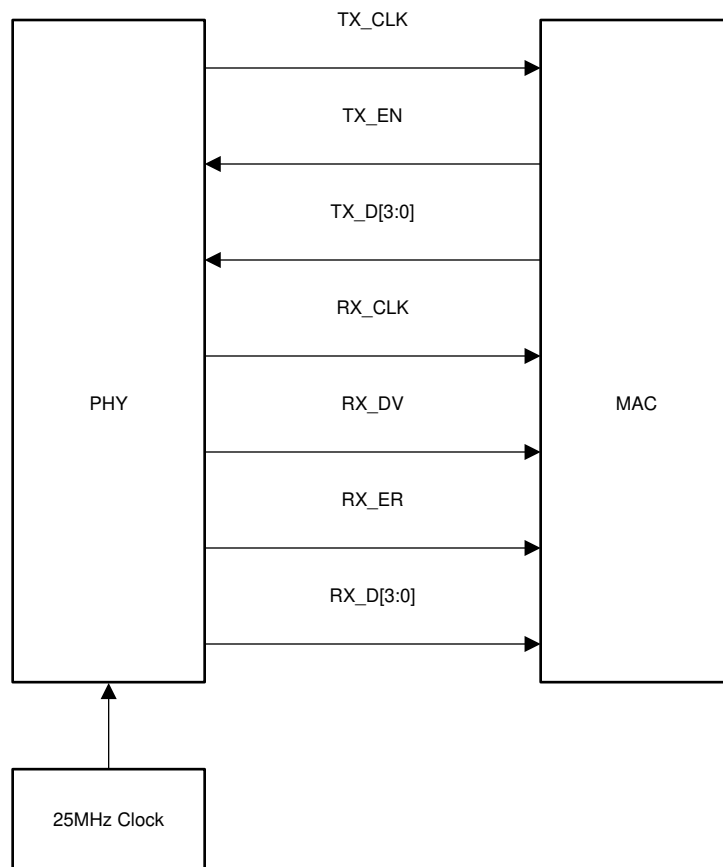 TX_CLK
TX_EN
TX_D[3:0]
RX_CLK
PHY
RX_DV
MAC
RX_ER
RX_D[3:0]
25MHz Clock